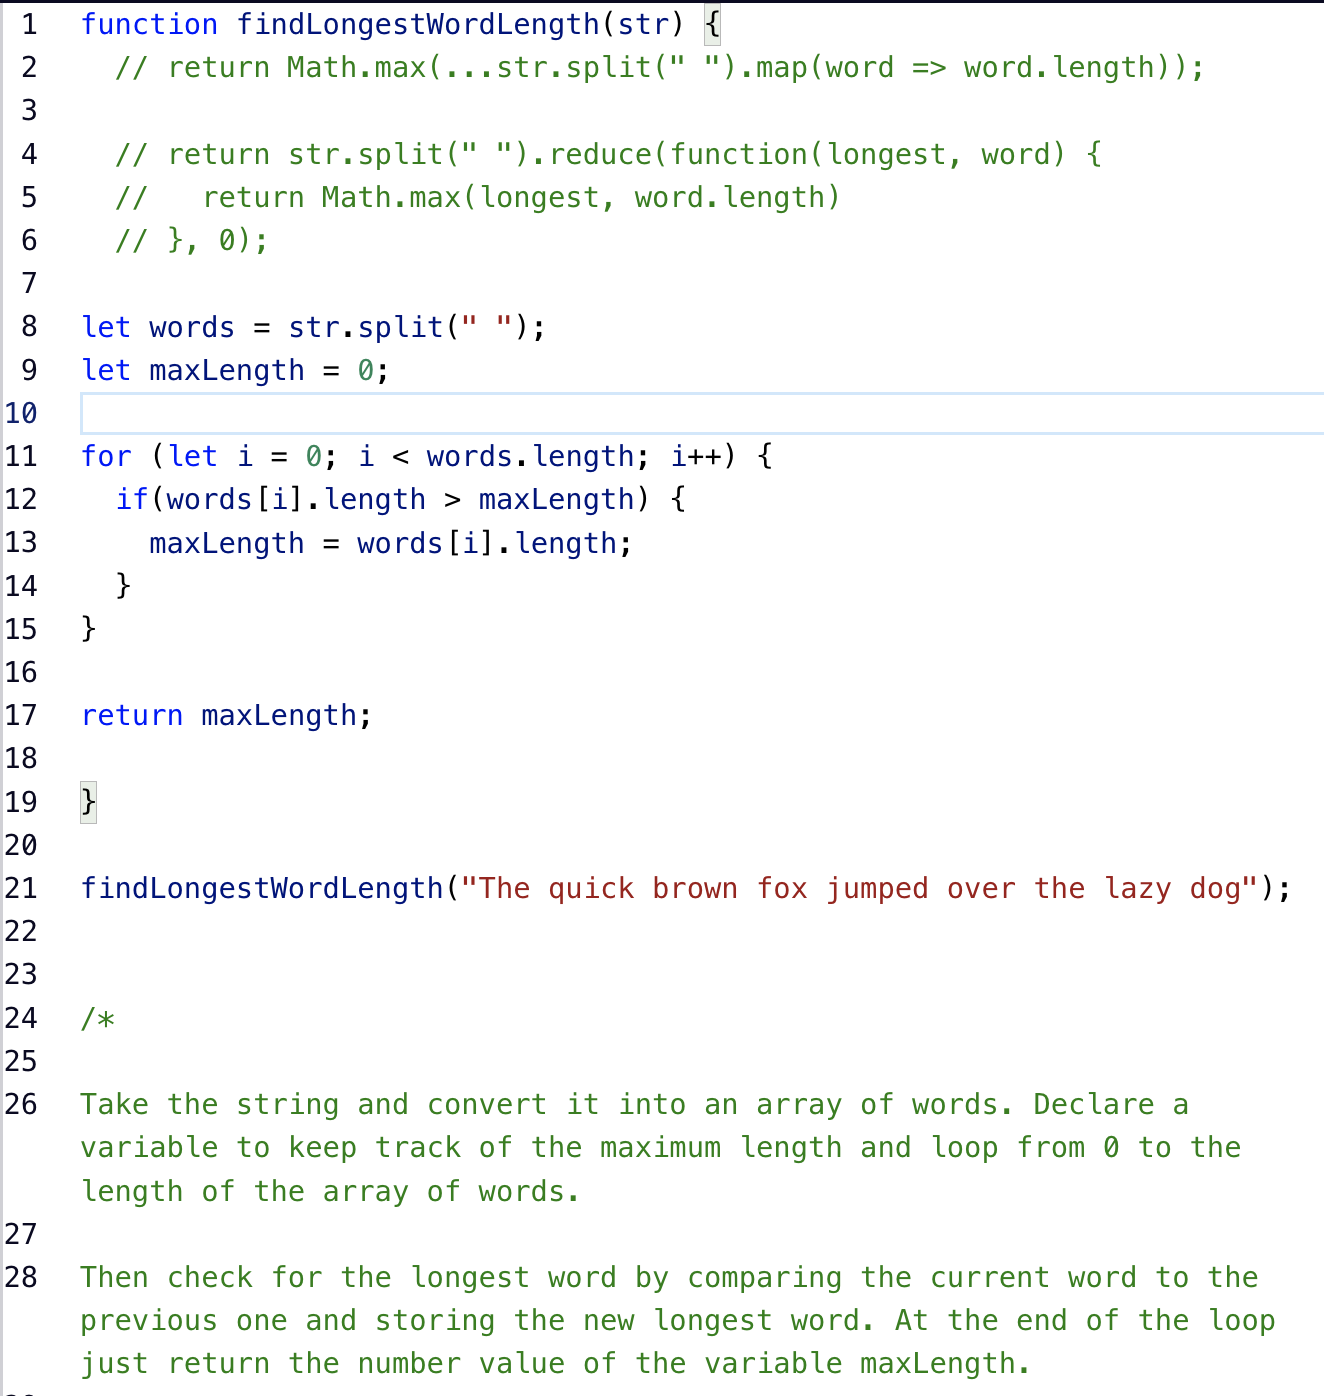 1 function findLongestWordLength(str) {
2   // return Math.max(...str.split(" ").map(word => word.length));
3
4   // return str.split(" ").reduce(function(longest, word) {
5   //   return Math.max(longest, word.length)
6   // }, 0);
7
8 let words = str.split(" ");
9 let maxLength = 0;
10
11 for (let i = 0; i < words.length; i++) {
12   if(words[i].length > maxLength) {
13     maxLength = words[i].length;
14   }
15 }
16
17 return maxLength;
18
19 }
20
21 findLongestWordLength("The quick brown fox jumped over the lazy dog");
22
23
24 /*
25
26 Take the string and convert it into an array of words. Declare a
variable to keep track of the maximum length and loop from 0 to the
length of the array of words.
27
28 Then check for the longest word by comparing the current word to the
previous one and storing the new longest word. At the end of the loop
just return the number value of the variable maxLength.